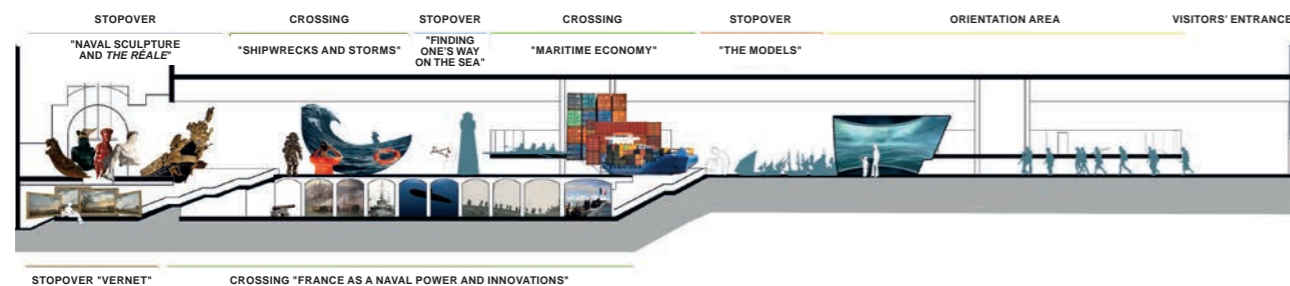 STOPOVER
"NAVAL SCULPTURE
AND THE RÉALE"
CROSSING
"SHIPWRECKS AND STORMS"
STOPOVER
"FINDING
ONE'S WAY
ON THE SEA"
CROSSING
"MARITIME ECONOMY"
STOPOVER
"THE MODELS"
ORIENTATION AREA
VISITORS' ENTRANCE
STOPOVER "VERNET"
CROSSING "FRANCE AS A NAVAL POWER AND INNOVATIONS"